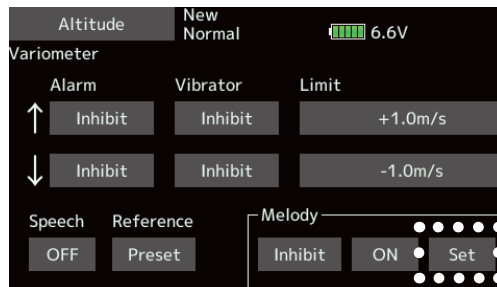 Altitude New
Normal 6.6V
Variometer
Alarm Vibrator Limit
↑ Inhibit Inhibit +1.0m/s
↓ Inhibit Inhibit -1.0m/s
Speech Reference Melody
OFF Preset Inhibit ON Set